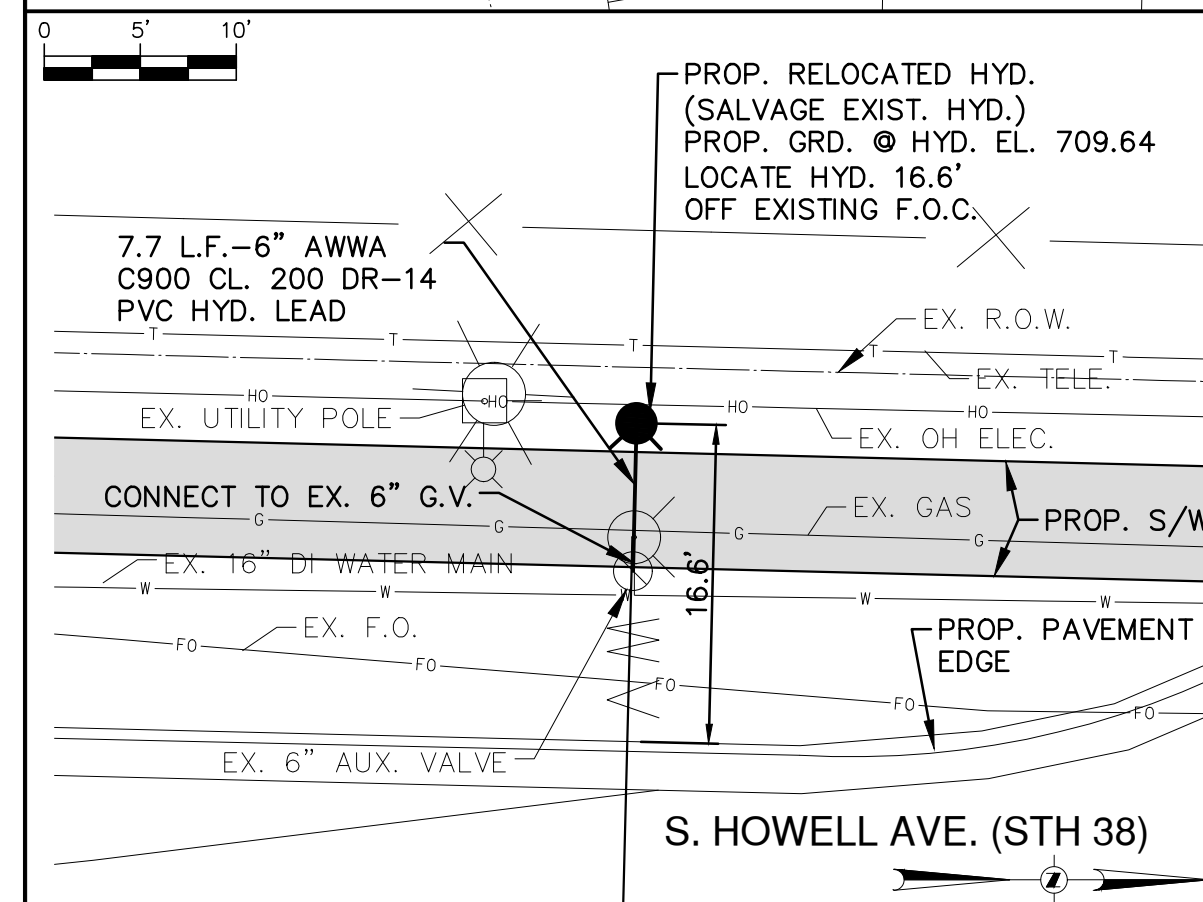 0 5' 10'
PROP. RELOCATED HYD.
(SALVAGE EXIST. HYD.)
PROP. GRD. @ HYD. EL. 709.64
LOCATE HYD. 16.6'
OFF EXISTING F.O.C.
7.7 L.F.-6" AWWA
C900 CL. 200 DR-14
PVC HYD. LEAD
EX. R.O.W.
T T T T T
EX. TELE.
HO HO HO HO
EX. UTILITY POLE
EX. OH ELEC.
CONNECT TO EX. 6" G.V.
EX. GAS
G G G G
PROP. S/W
EX. 16" DI WATER MAIN
16.6'
W W W W W
EX. F.O.
PROP. PAVEMENT
EDGE
FO FO FO FO FO
EX. 6" AUX. VALVE
S. HOWELL AVE. (STH 38)
Z